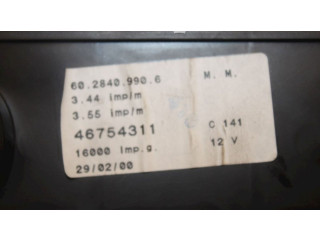 60.2840.990.6 M. M.
3.44 imp/m
3.55 imp/m
46754311 C 141
16000 Imp.g. 12 V
29/02/00